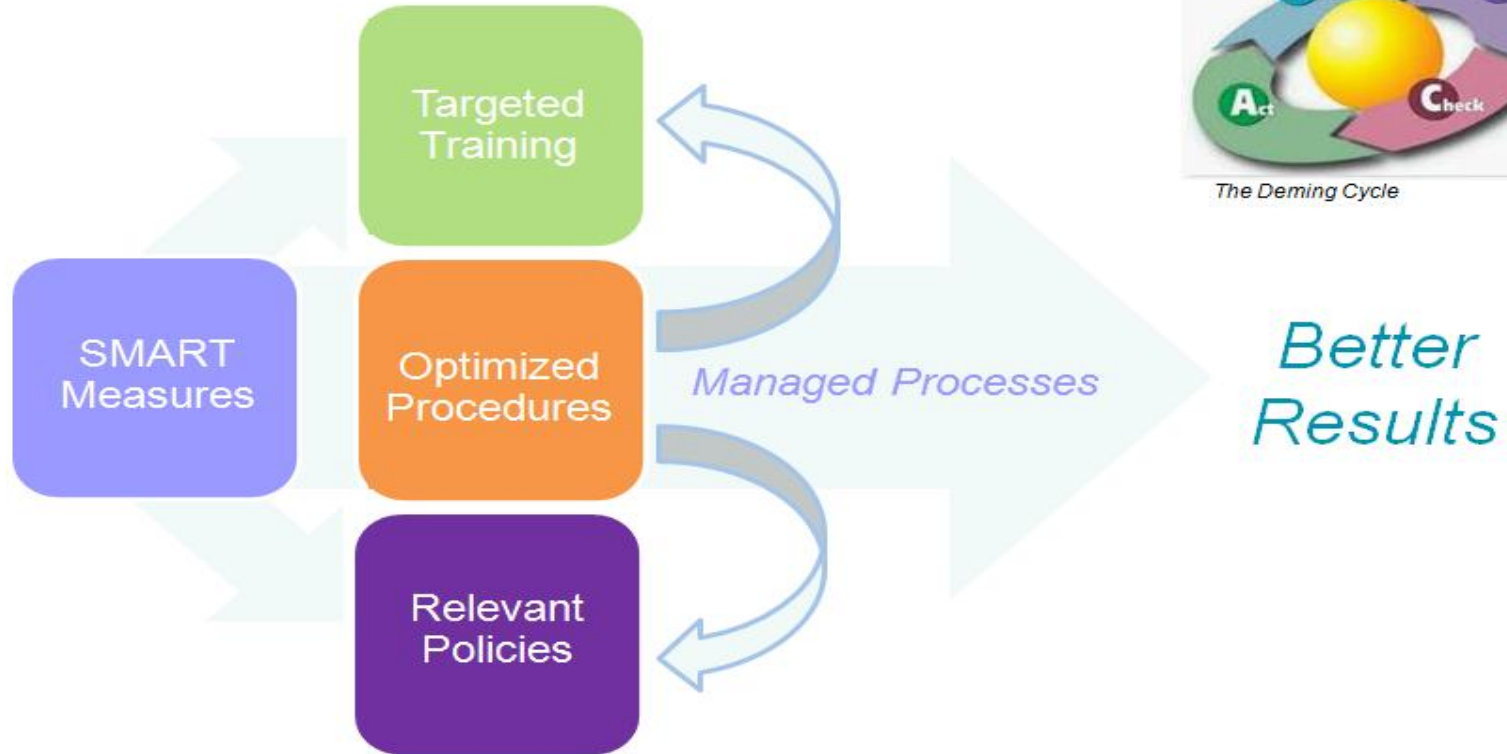 Targeted
Training
Act
Check
The Deming Cycle
SMART
Measures
Optimized
Procedures
Managed Processes
Better
Results
Relevant
Policies